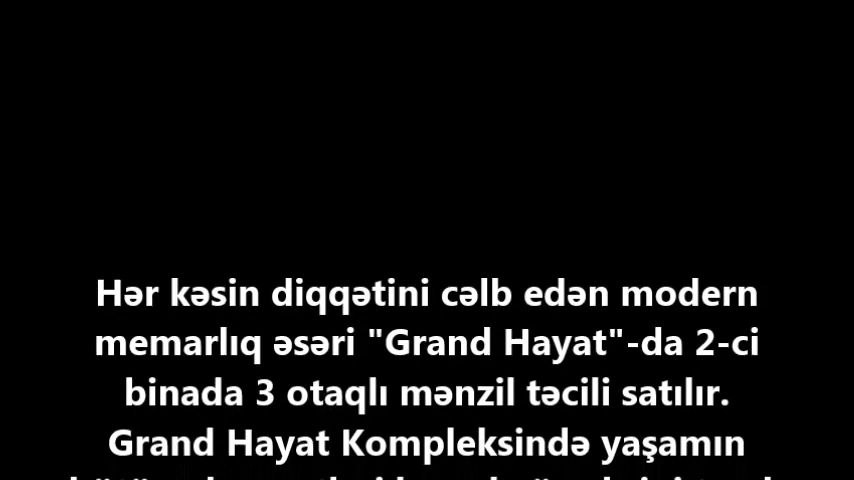 Hər kəsin diqqətini cəlb edən modern
memarlıq əsəri "Grand Hayat"-da 2-ci
binada 3 otaqlı mənzil təcili satılır.
Grand Hayat Kompleksində yaşamın